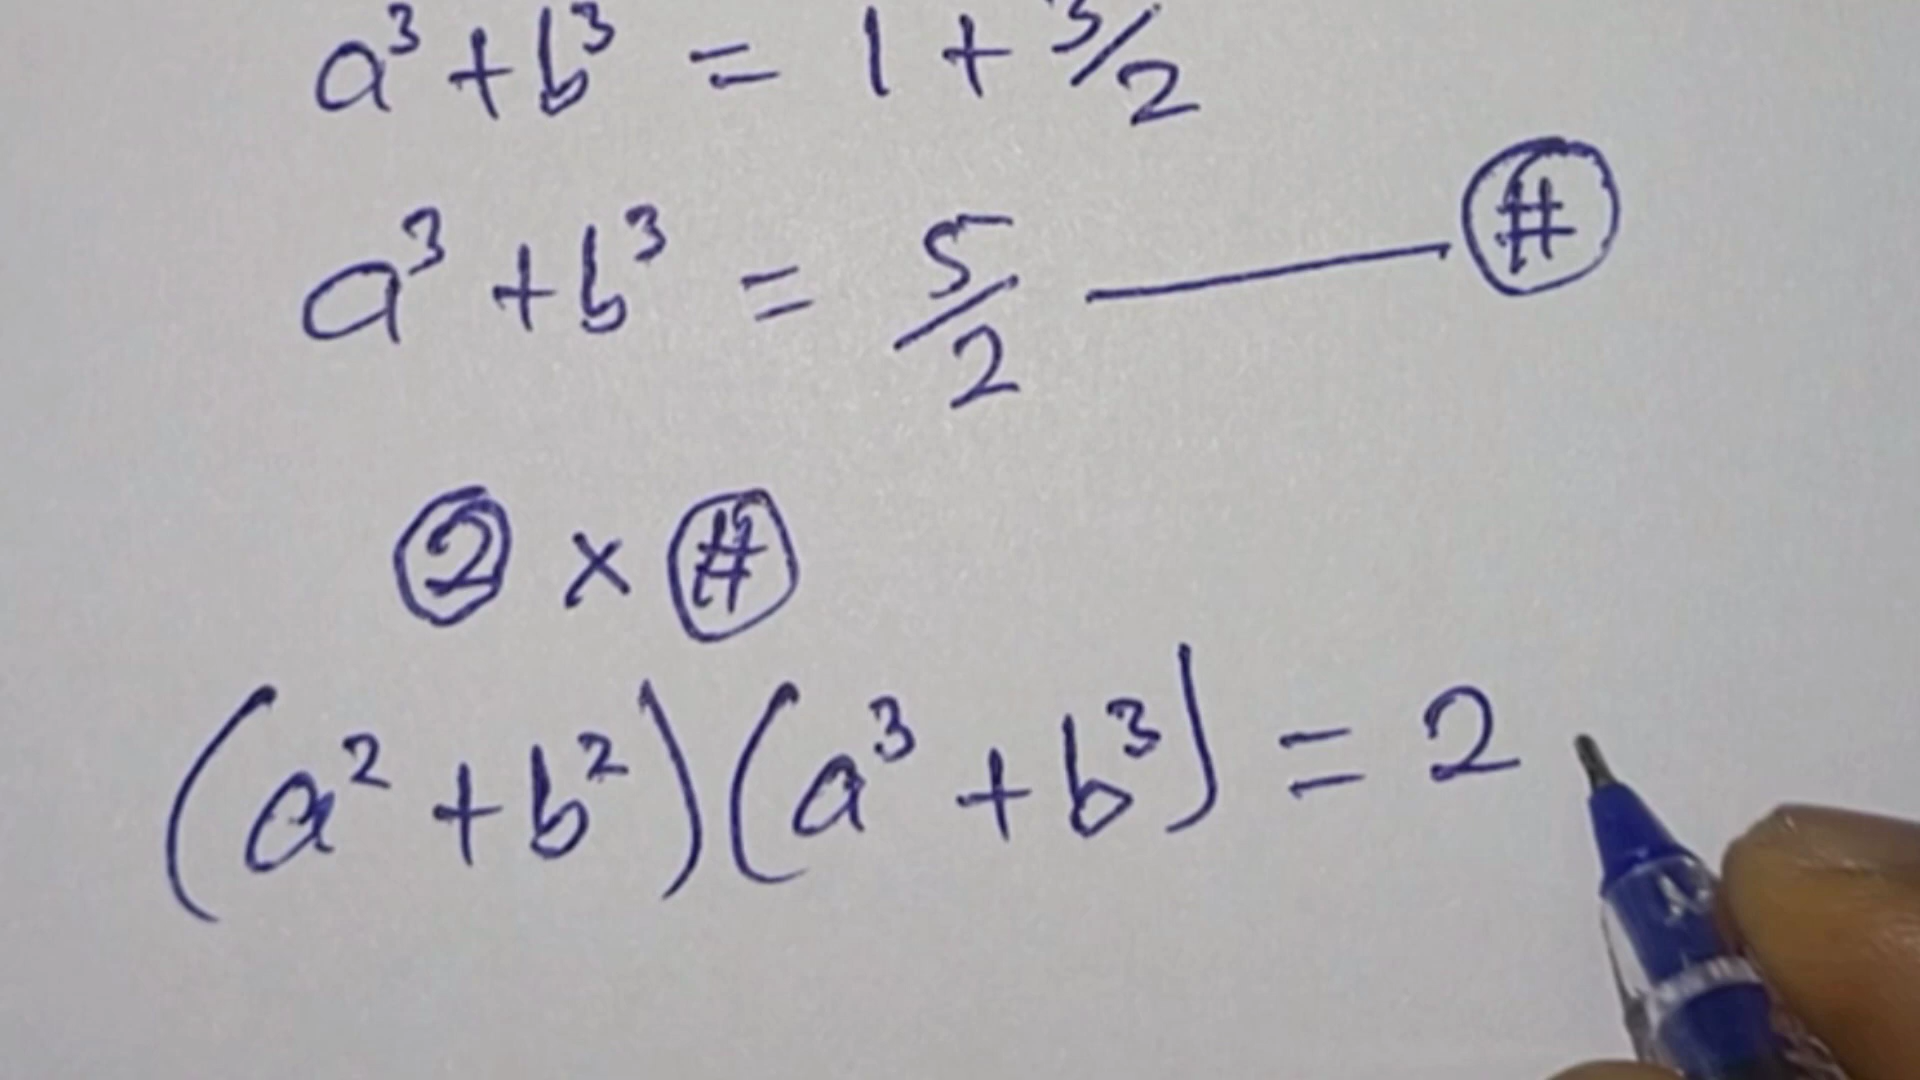 a³ + b³ = 1 + 3/2
a³ + b³ = 5/2 — #
2 × #
(a² + b²)(a³ + b³) = 2